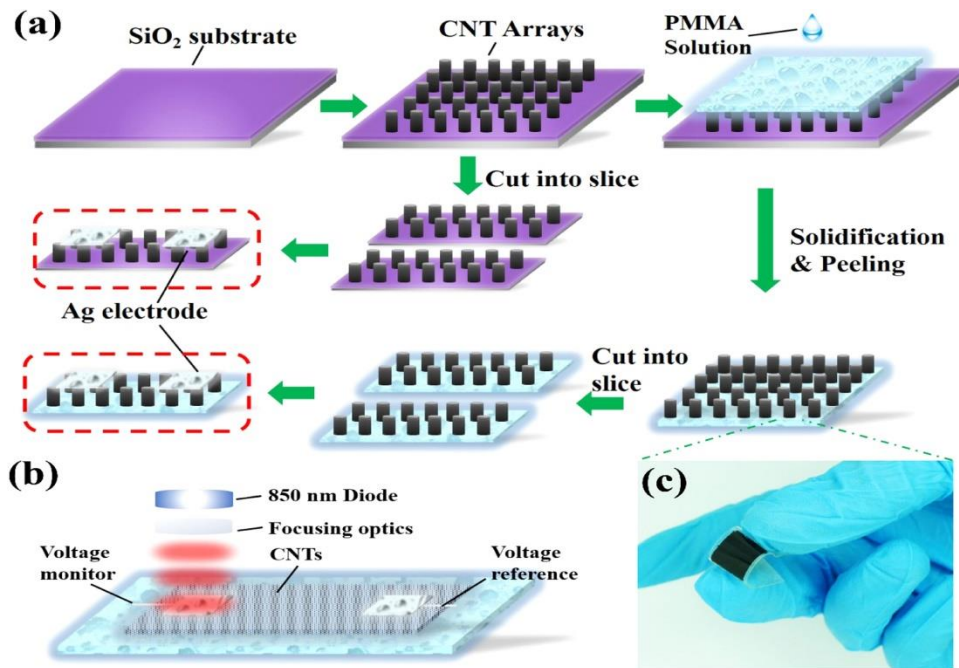 (a)
SiO₂ substrate
CNT Arrays
PMMA
Solution
Cut into slice
Solidification
& Peeling
Ag electrode
Cut into
slice
(b)
850 nm Diode
Focusing optics
CNTs
Voltage
monitor
Voltage
reference
(c)